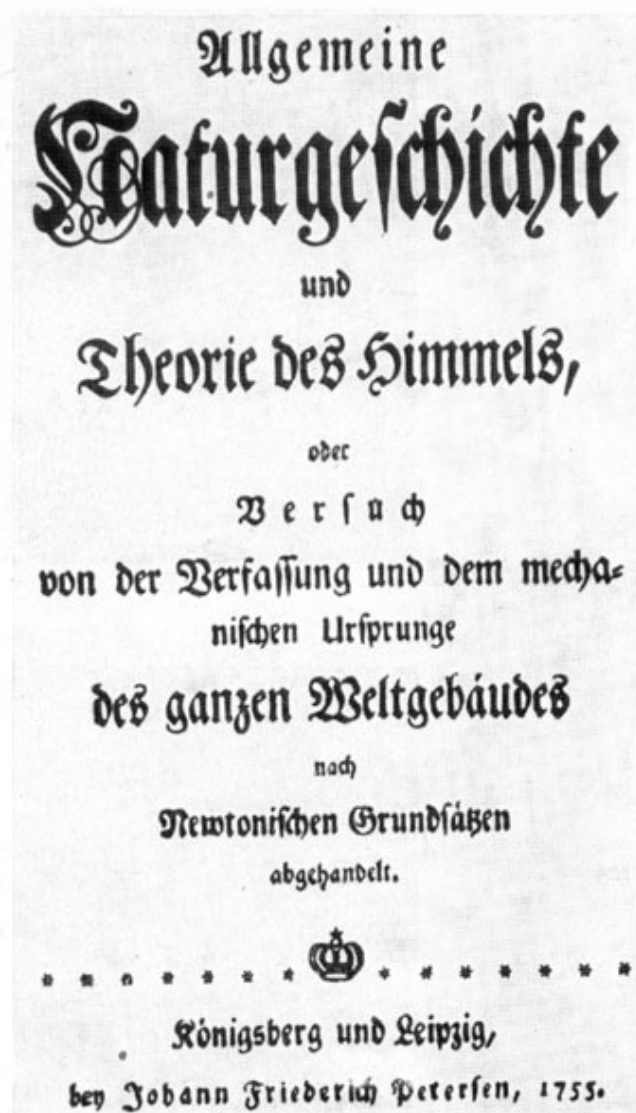 Allgemeine
Naturgeſchichte
und
Theorie des Himmels,
oder
Verſuch
von der Verfaſſung und dem mecha⸗
niſchen Urſprunge
des ganzen Weltgebäudes
nach
Newtoniſchen Grundſätzen
abgehandelt.
Königsberg und Leipzig,
bey Johann Friederich Peterſen, 1755.